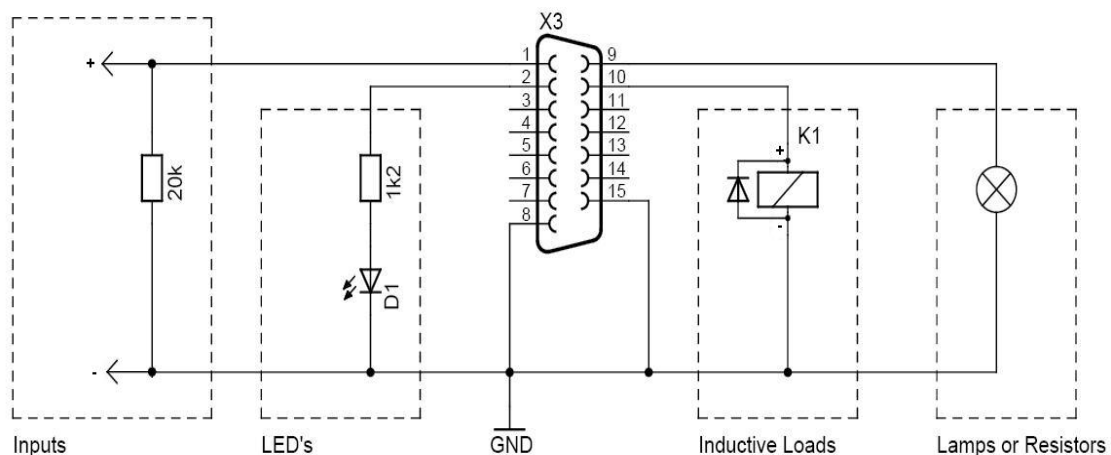 X3
1
2
3
4
5
6
7
8
9
10
11
12
13
14
15
+
-
20k
1k2
D1
K1
+
-
Inputs
LED's
GND
Inductive Loads
Lamps or Resistors